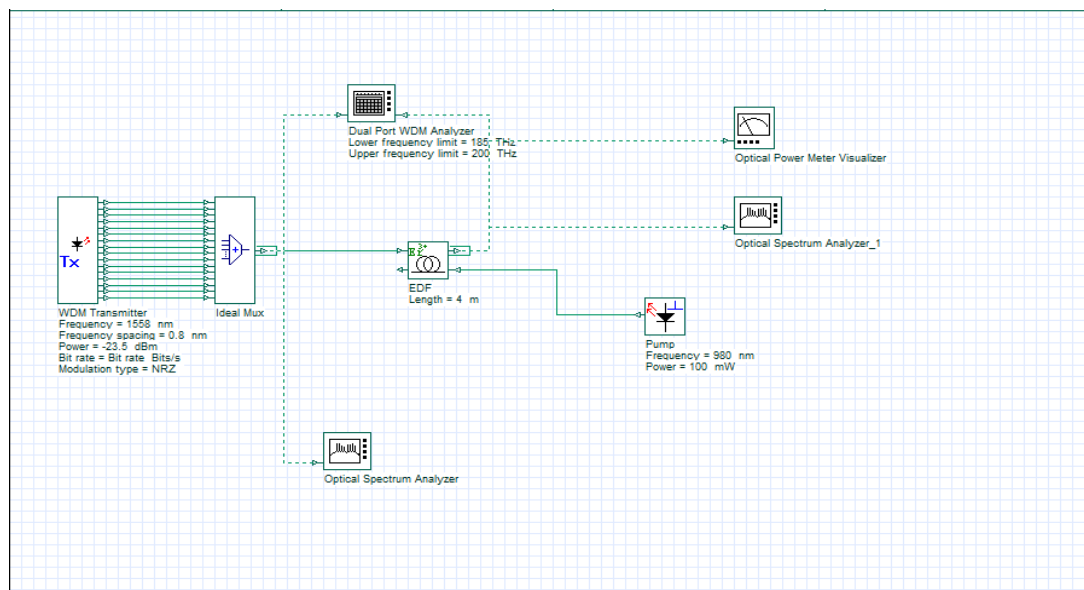 Dual Port WDM Analyzer
Lower frequency limit = 185 THz
Upper frequency limit = 200 THz
Optical Power Meter Visualizer
Optical Spectrum Analyzer_1
Tx
WDM Transmitter
Frequency = 1558 nm
Frequency spacing = 0.8 nm
Power = -23.5 dBm
Bit rate = Bit rate Bits/s
Modulation type = NRZ
Ideal Mux
EDF
Length = 4 m
Pump
Frequency = 980 nm
Power = 100 mW
Optical Spectrum Analyzer